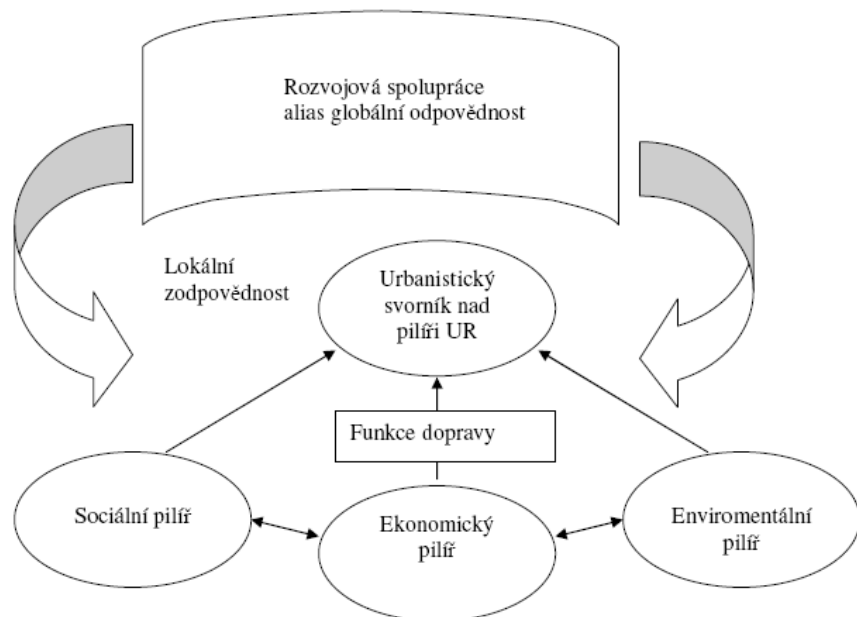 Rozvojová spolupráce
alias globální odpovědnost
Lokální
zodpovědnost
Urbanistický
svorník nad
pilíři UR
Funkce dopravy
Sociální pilíř
Ekonomický
pilíř
Enviromentální
pilíř